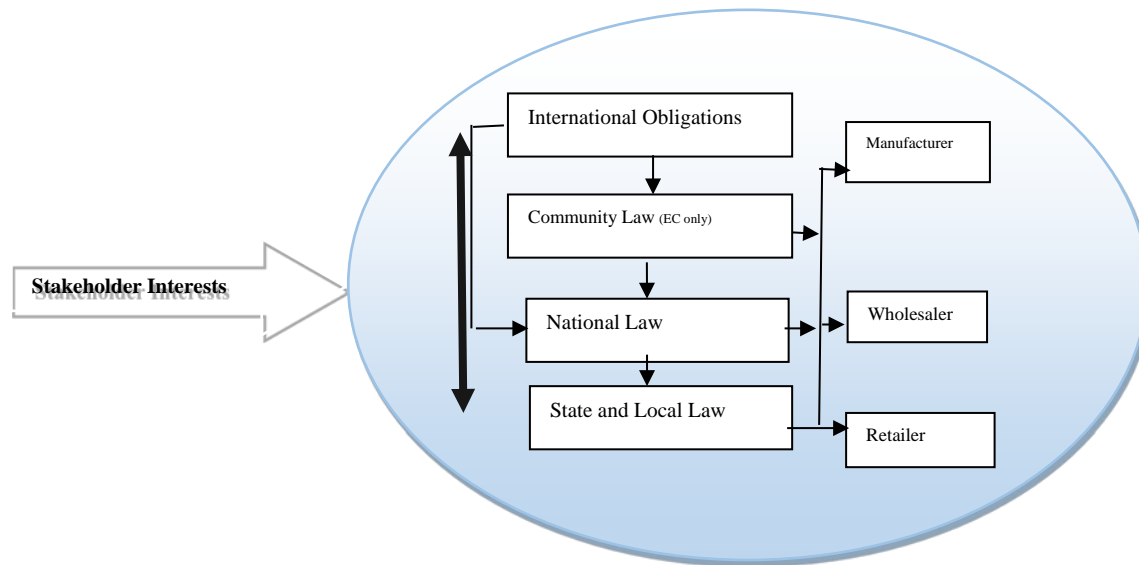 International Obligations
Manufacturer
Community Law (EC only)
Stakeholder Interests
Wholesaler
National Law
State and Local Law
Retailer